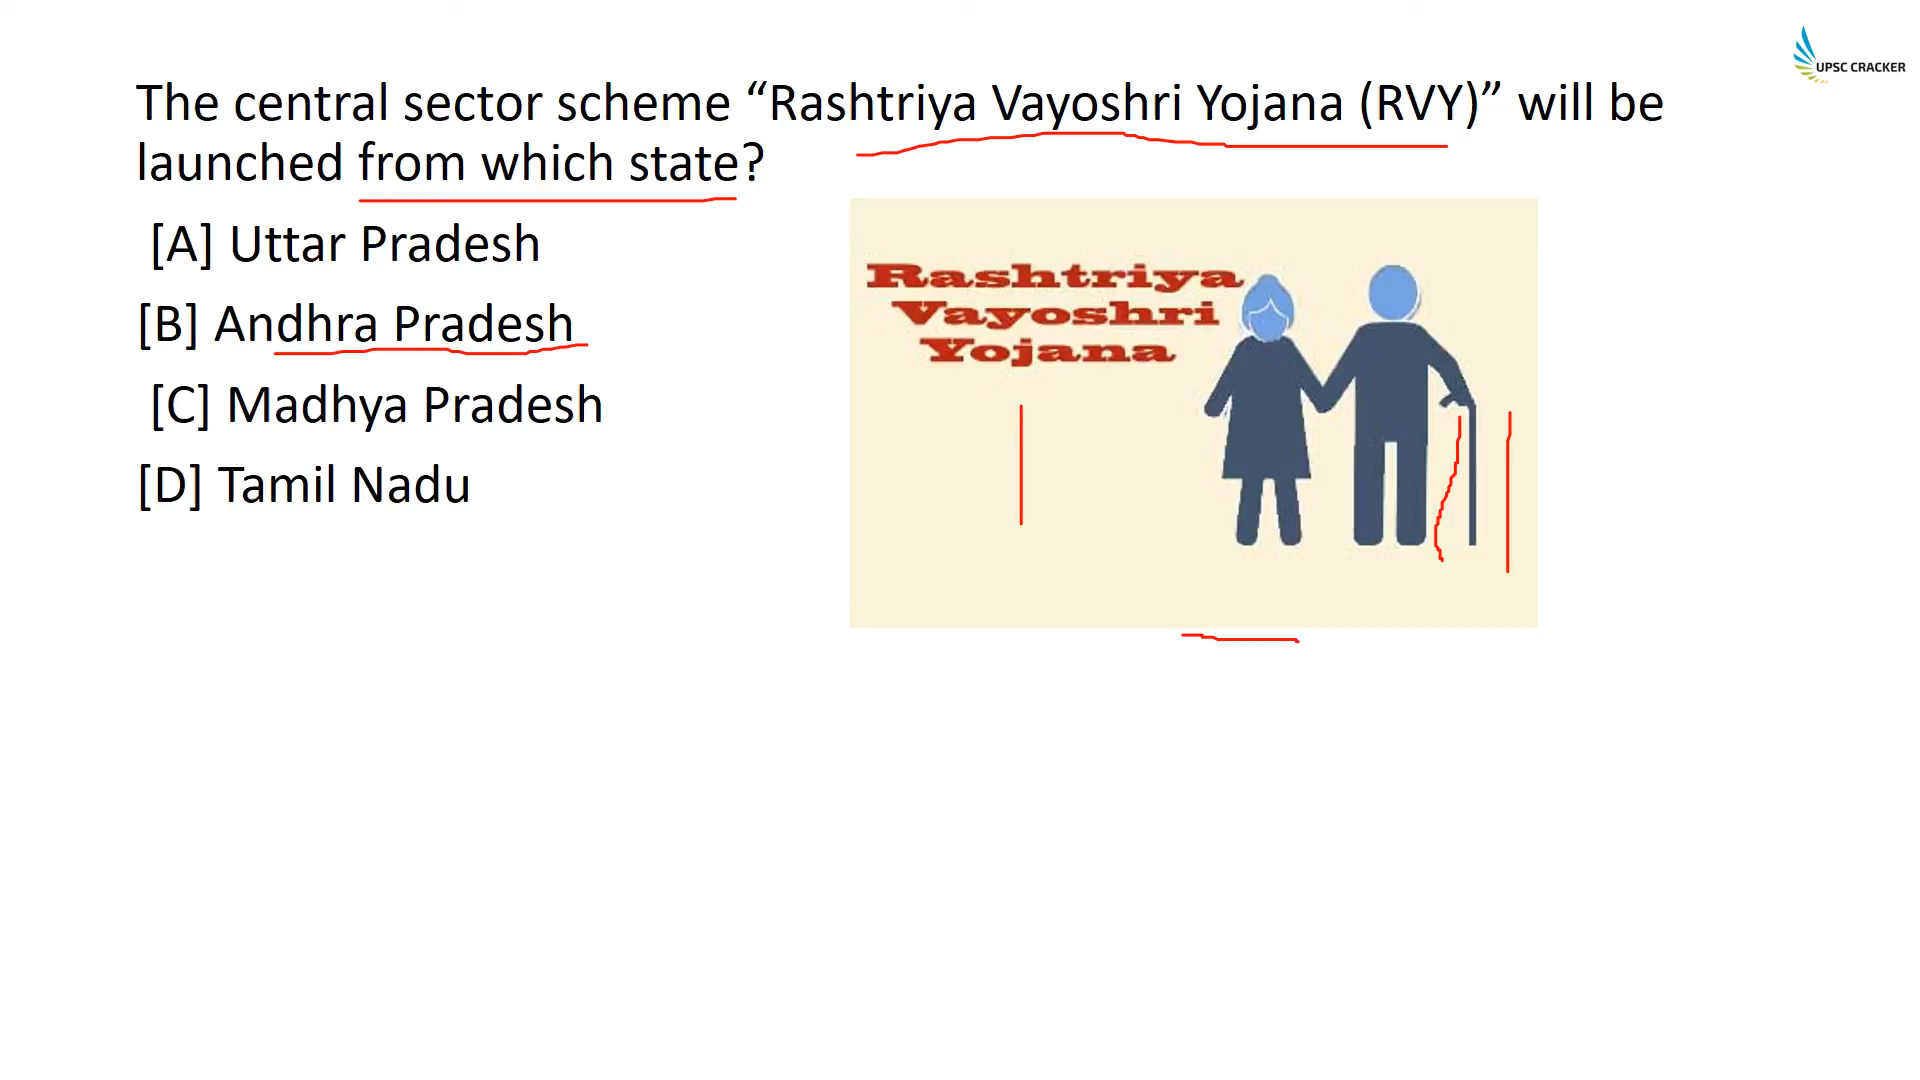 UPSC CRACKER
The central sector scheme “Rashtriya Vayoshri Yojana (RVY)” will be
launched from which state?
[A] Uttar Pradesh
[B] Andhra Pradesh
[C] Madhya Pradesh
[D] Tamil Nadu
Rashtriya
Vayoshri
Yojana